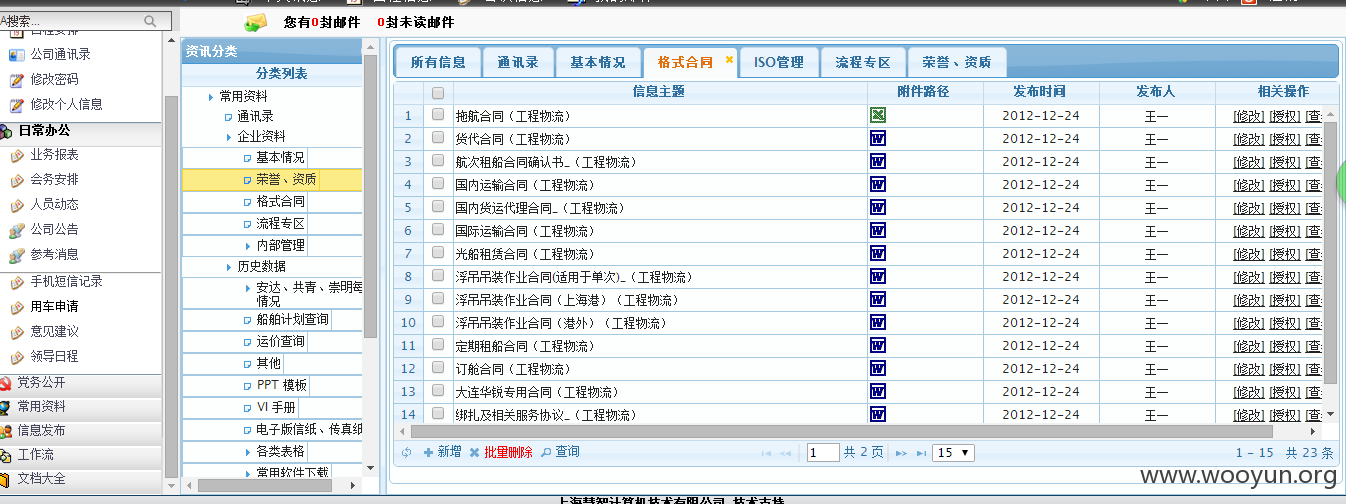 A搜索...
您有0封邮件 0封未读邮件
公司通讯录
修改密码
修改个人信息
日常办公
业务报表
会务安排
人员动态
公司公告
参考消息
手机短信记录
用车申请
意见建议
领导日程
党务公开
常用资料
信息发布
工作流
文档大全
资讯分类
分类列表
常用资料
通讯录
企业资料
基本情况
荣誉、资质
格式合同
流程专区
内部管理
历史数据
安达、共青、崇明每
情况
船舶计划查询
运价查询
其他
PPT 模板
VI 手册
电子版信纸、传真纸
各类表格
常用软件下载
所有信息 通讯录 基本情况 格式合同 ISO管理 流程专区 荣誉、资质
信息主题 附件路径 发布时间 发布人 相关操作
1 拖航合同（工程物流） 2012-12-24 王一 [修改] [授权] [查
2 货代合同（工程物流） 2012-12-24 王一 [修改] [授权] [查
3 航次租船合同确认书_（工程物流） 2012-12-24 王一 [修改] [授权] [查
4 国内运输合同（工程物流） 2012-12-24 王一 [修改] [授权] [查
5 国内货运代理合同_（工程物流） 2012-12-24 王一 [修改] [授权] [查
6 国际运输合同（工程物流） 2012-12-24 王一 [修改] [授权] [查
7 光船租赁合同（工程物流） 2012-12-24 王一 [修改] [授权] [查
8 浮吊吊装作业合同(适用于单次)_（工程物流） 2012-12-24 王一 [修改] [授权] [查
9 浮吊吊装作业合同（上海港）（工程物流） 2012-12-24 王一 [修改] [授权] [查
10 浮吊吊装作业合同（港外）（工程物流） 2012-12-24 王一 [修改] [授权] [查
11 定期租船合同（工程物流） 2012-12-24 王一 [修改] [授权] [查
12 订舱合同（工程物流） 2012-12-24 王一 [修改] [授权] [查
13 大连华锐专用合同（工程物流） 2012-12-24 王一 [修改] [授权] [查
14 绑扎及相关服务协议_（工程物流） 2012-12-24 王一 [修改] [授权] [查
新增 批量删除 查询 1 共 2 页 15 1 - 15 共 23 条
www.wooyun.org
上海慧智计算机技术有限公司 技术支持